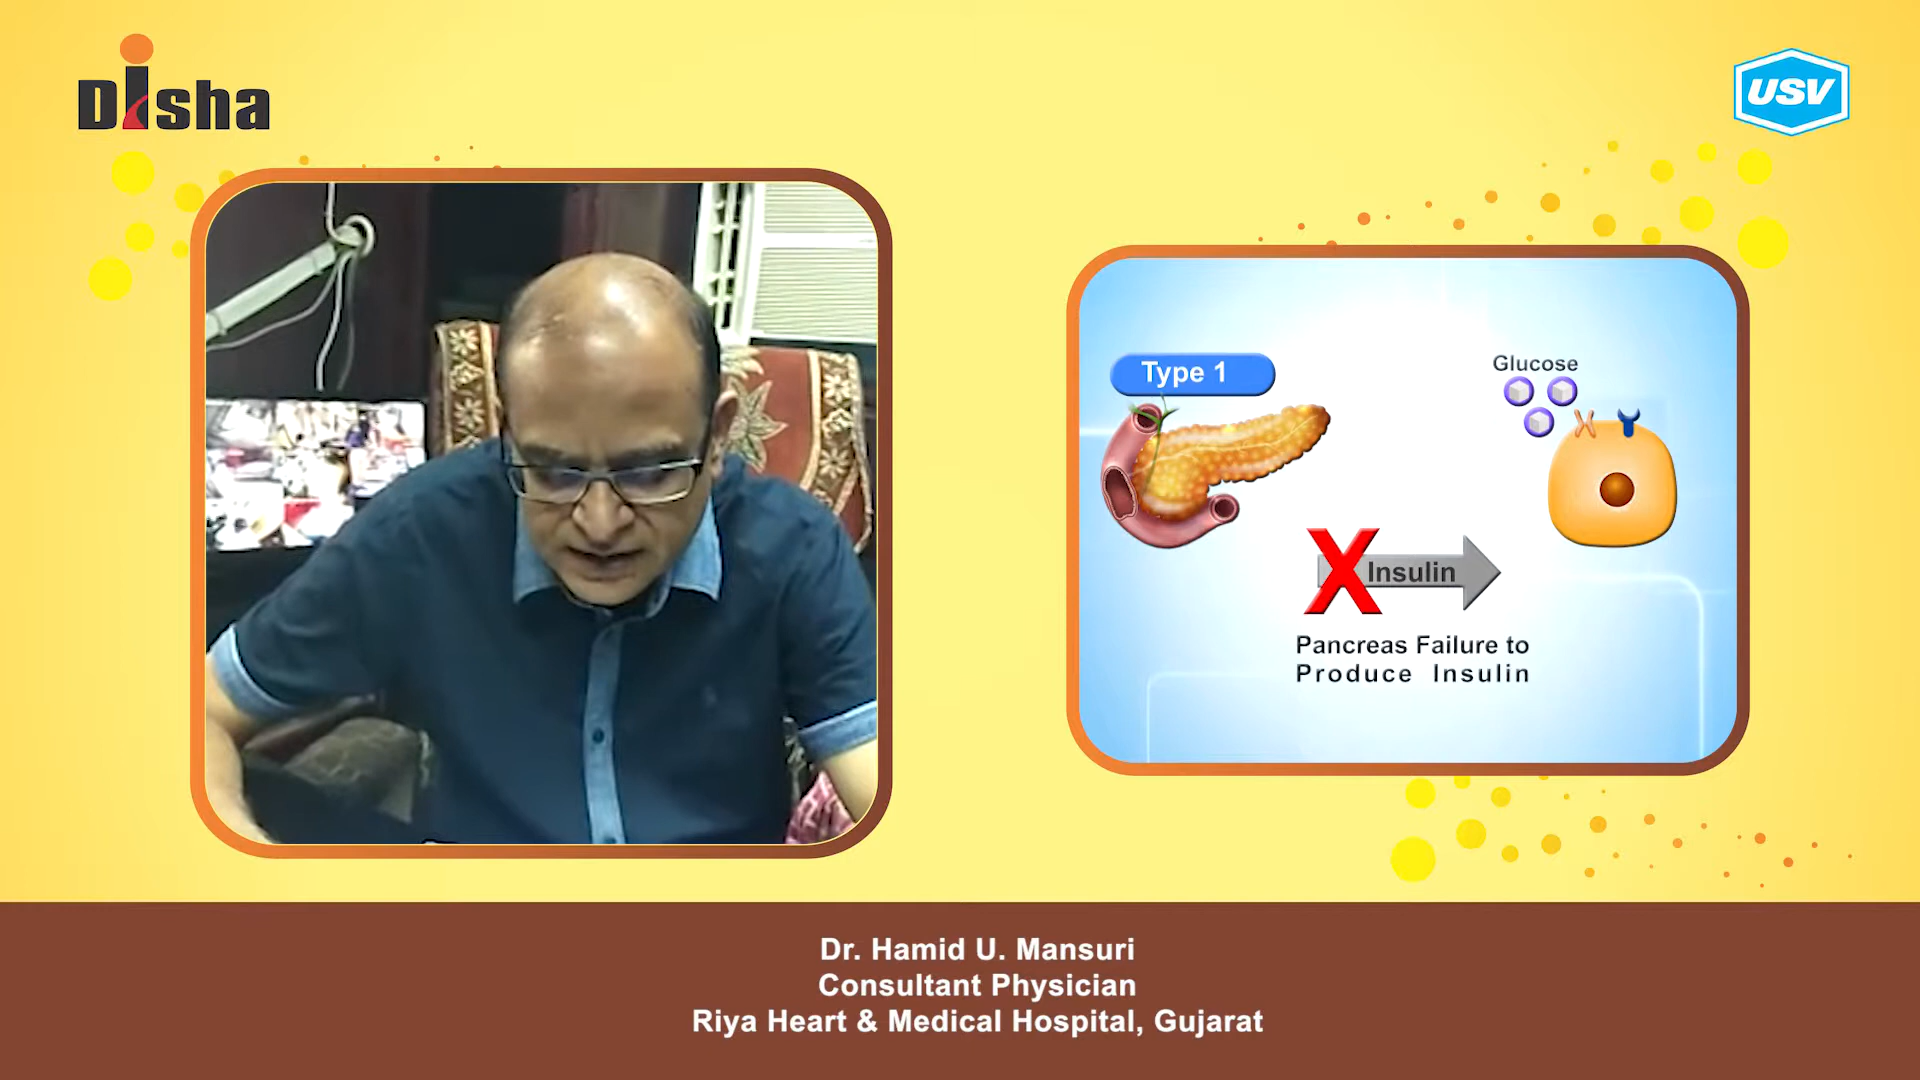 Disha
USV
Type 1
Glucose
X
Insulin
Pancreas Failure to
Produce Insulin
Dr. Hamid U. Mansuri
Consultant Physician
Riya Heart & Medical Hospital, Gujarat